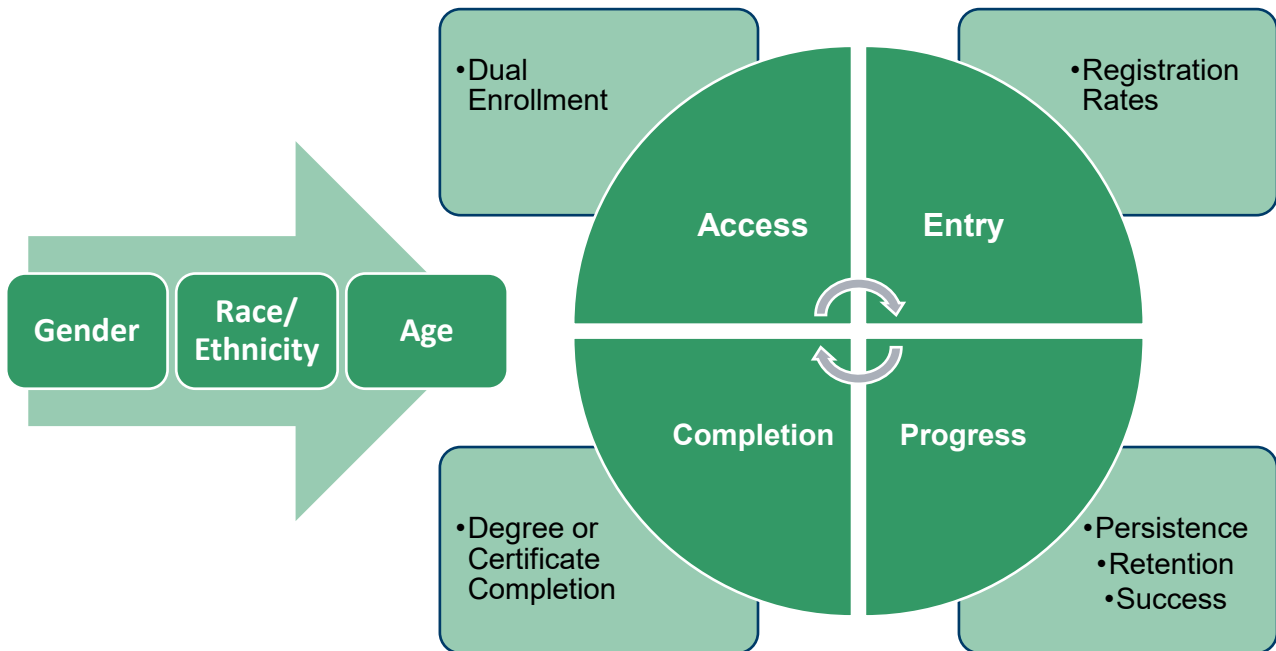 Gender
Race/
Ethnicity
Age
•Dual
Enrollment
•Registration
Rates
Access
Entry
Completion
Progress
•Degree or
Certificate
Completion
•Persistence
•Retention
•Success